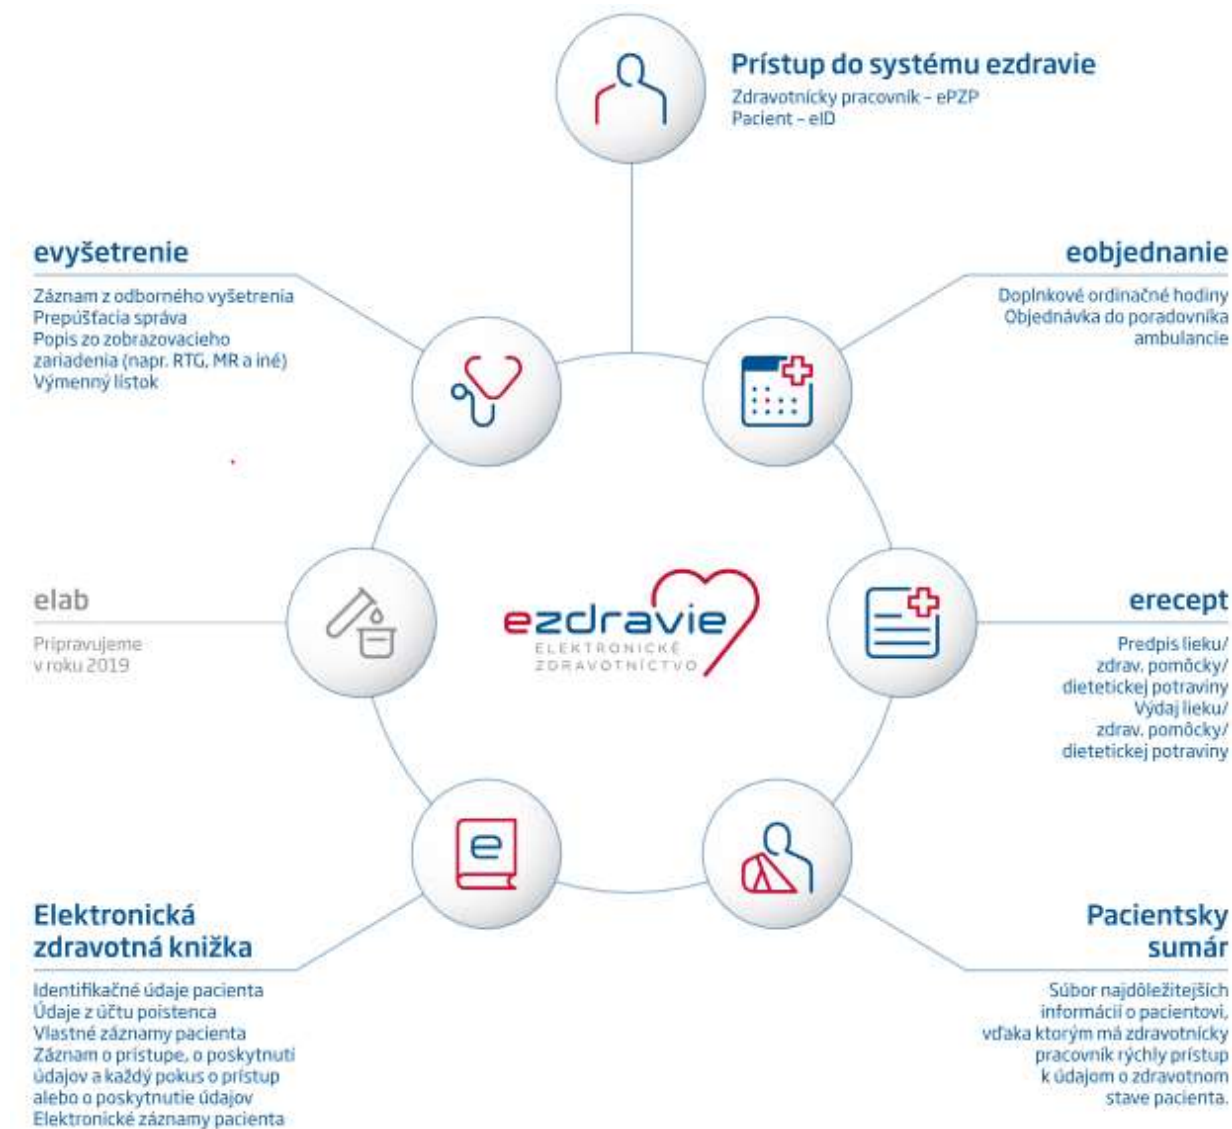 Prístup do systému ezdravie
Zdravotnícky pracovník – ePZP
Pacient – eID
evyšetrenie
Záznam z odborného vyšetrenia
Prepúšťacia správa
Popis zo zobrazovacieho
zariadenia (napr. RTG, MR a iné)
Výmenný lístok
eobjednanie
Doplnkové ordinačné hodiny
Objednávka do poradovníka
ambulancie
elab
Pripravujeme
v roku 2019
ezdravie
ELEKTRONICKÉ
ZDRAVOTNÍCTVO
erecept
Predpis lieku/
zdrav. pomôcky/
dietetickej potraviny
Výdaj lieku/
zdrav. pomôcky/
dietetickej potraviny
e
Elektronická
zdravotná knižka
Identifikačné údaje pacienta
Údaje z účtu poistenca
Vlastné záznamy pacienta
Záznam o prístupe, o poskytnutí
údajov a každý pokus o prístup
alebo o poskytnutie údajov
Elektronické záznamy pacienta
Pacientsky
sumár
Súbor najdôležitejších
informácií o pacientovi,
vďaka ktorým má zdravotnícky
pracovník rýchly prístup
k údajom o zdravotnom
stave pacienta.